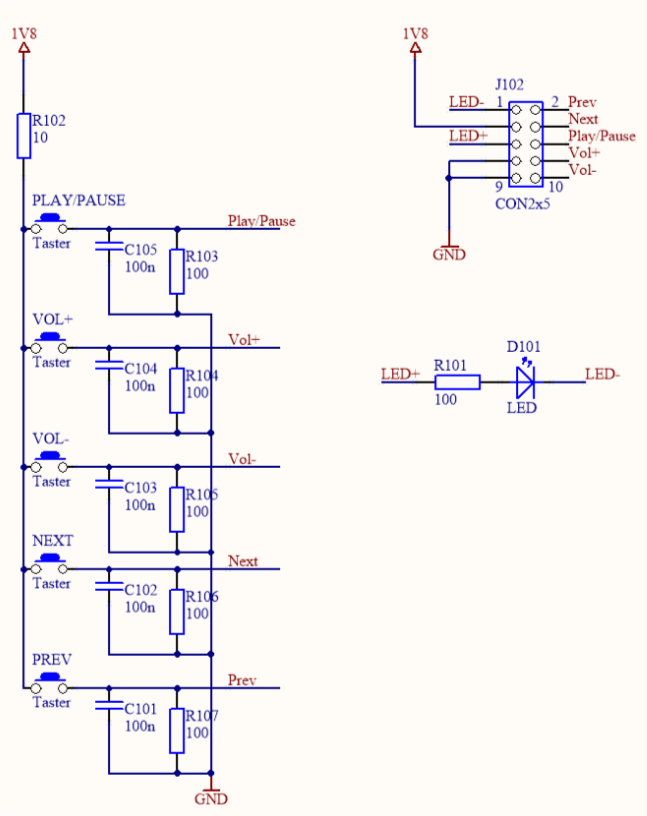 1V8
R102
10
PLAY/PAUSE
Taster
C105
100n
R103
100
Play/Pause
VOL+
Taster
C104
100n
R104
100
Vol+
VOL-
Taster
C103
100n
R105
100
Vol-
NEXT
Taster
C102
100n
R106
100
Next
PREV
Taster
C101
100n
R107
100
Prev
GND
1V8
J102
LED- 1 2 Prev
Next
LED+ Play/Pause
Vol+
Vol-
9 10
CON2x5
GND
D101
LED+ R101 LED-
100 LED